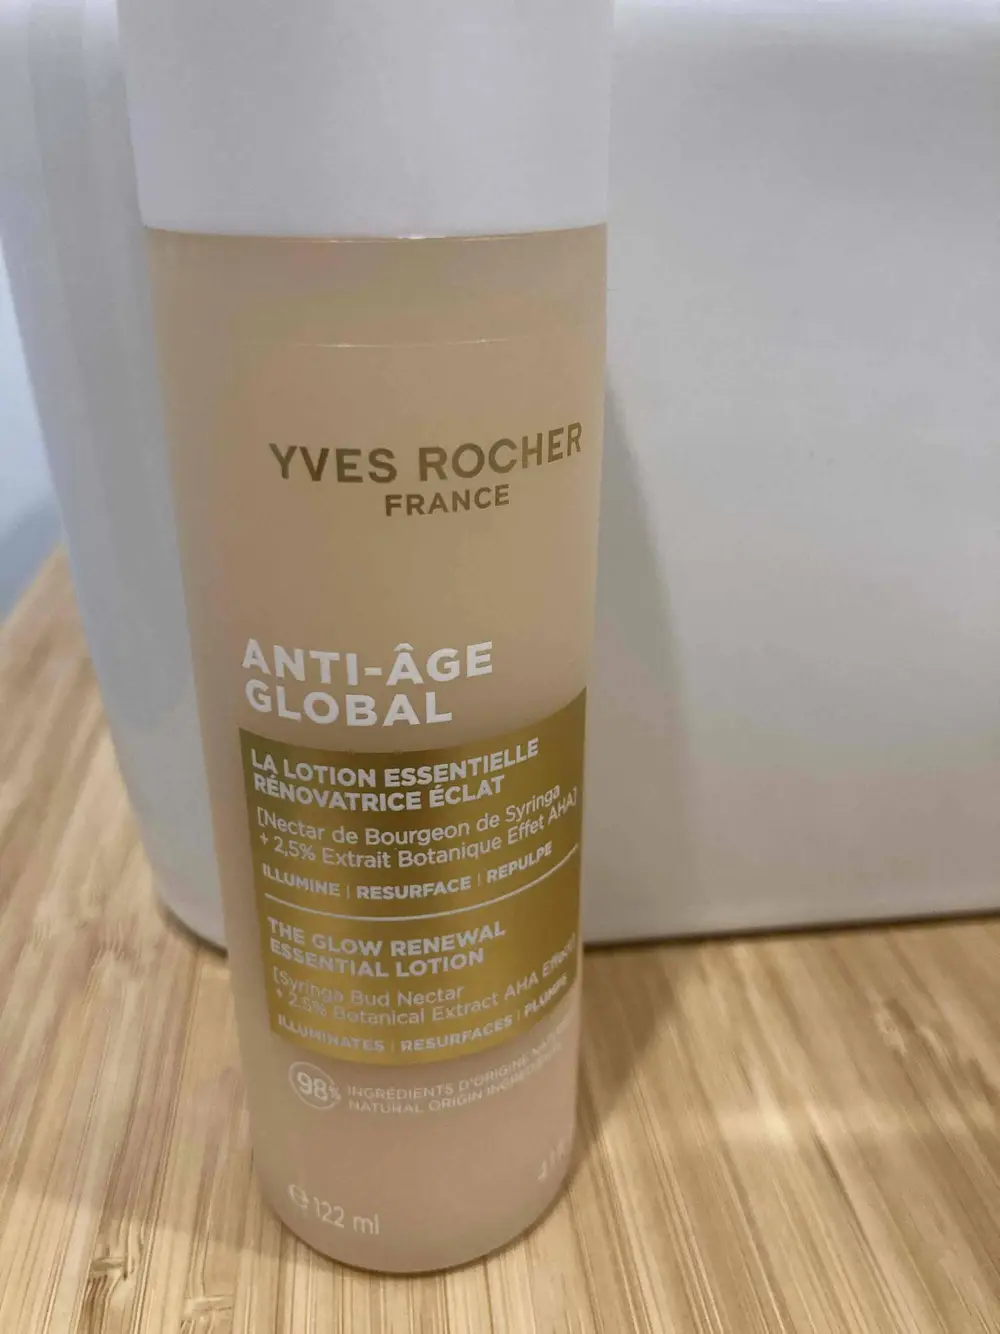 YVES ROCHER
FRANCE
ANTI-ÂGE
GLOBAL
LA LOTION ESSENTIELLE
RÉNOVATRICE ÉCLAT
[Nectar de Bourgeon de Syringa
+ 2,5% Extrait Botanique Effet AHA]
ILLUMINE | RESURFACE | REPULPE
THE GLOW RENEWAL
ESSENTIAL LOTION
[Syringa Bud Nectar
+ 2.5% Botanical Extract AHA Effect]
ILLUMINATES | RESURFACES | PLUMPS
98%
INGRÉDIENTS D'ORIGINE
NATURAL ORIGIN
℮ 122 ml